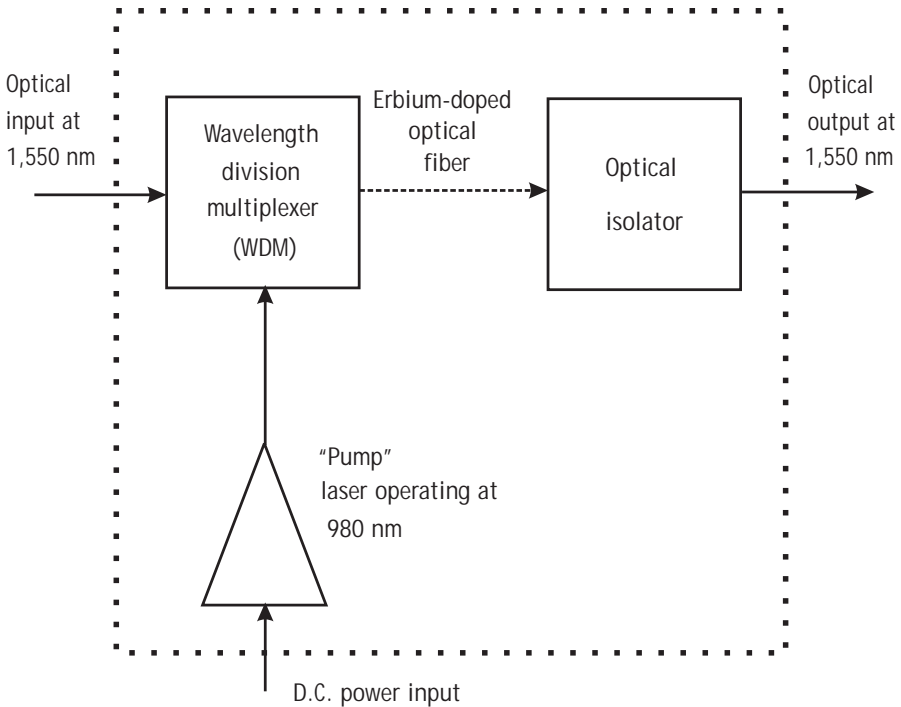 Optical
input at
1,550 nm
Wavelength
division
multiplexer
(WDM)
Erbium-doped
optical
fiber
Optical
isolator
Optical
output at
1,550 nm
“Pump”
laser operating at
980 nm
D.C. power input